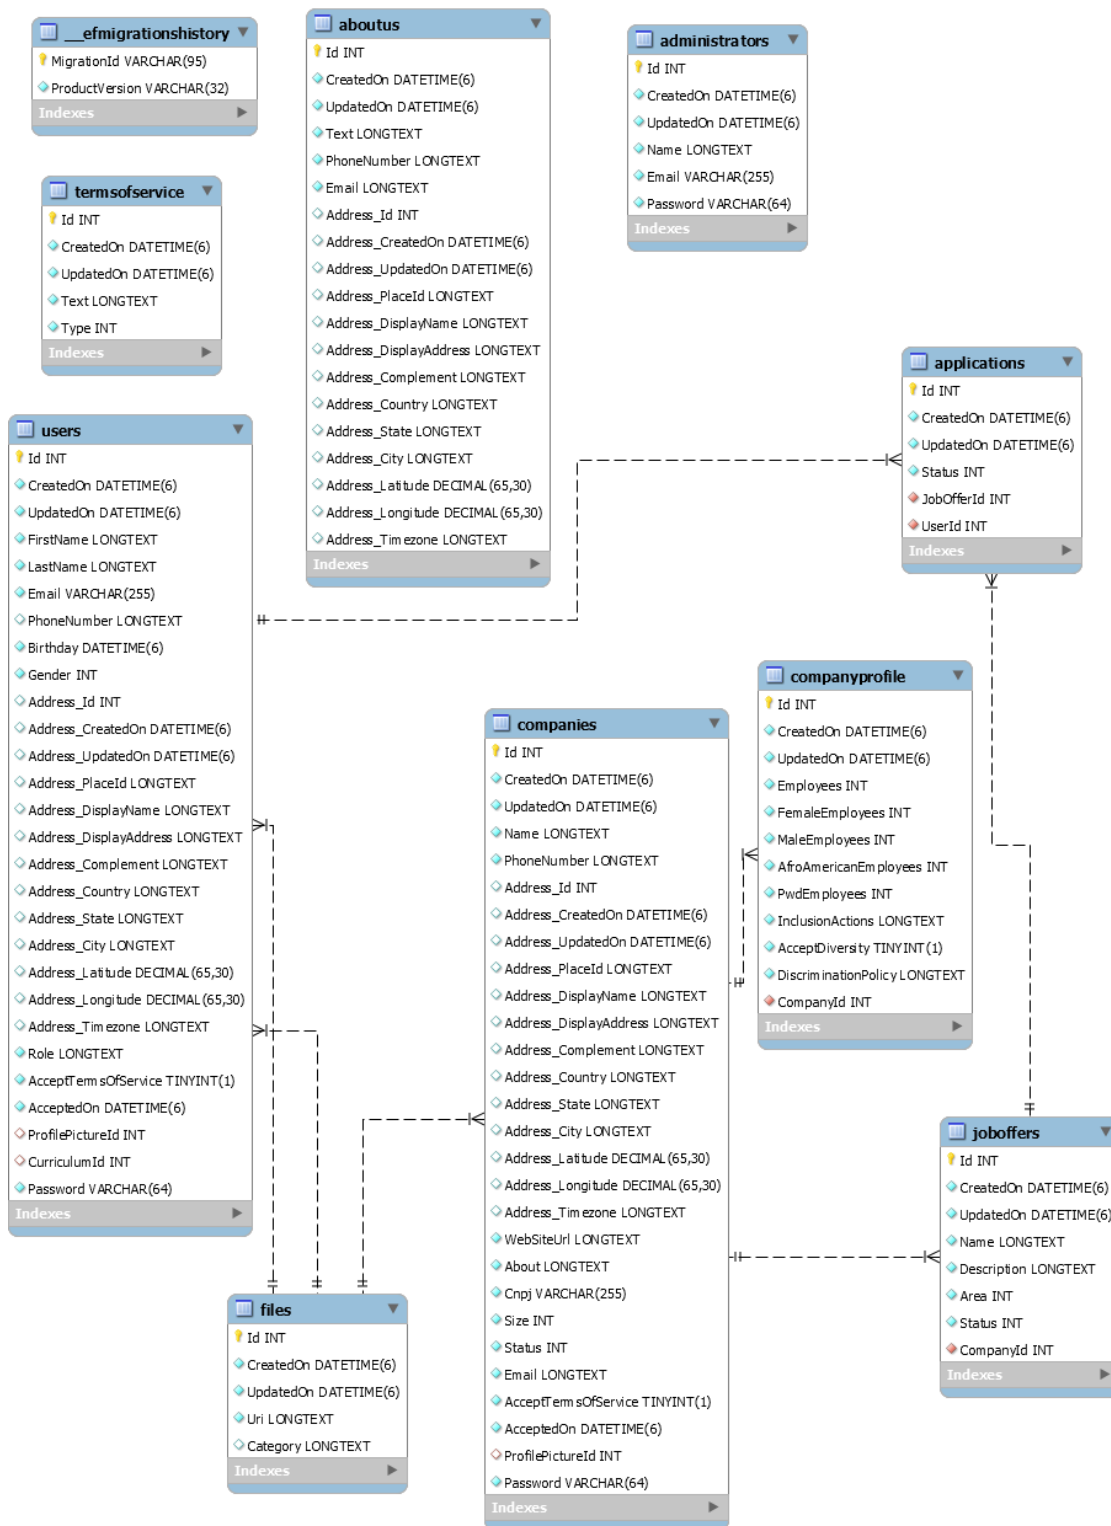 __efmigrationshistory
MigrationId VARCHAR(95)
ProductVersion VARCHAR(32)
Indexes
aboutus
Id INT
CreatedOn DATETIME(6)
UpdatedOn DATETIME(6)
Text LONGTEXT
PhoneNumber LONGTEXT
Email LONGTEXT
Address_Id INT
Address_CreatedOn DATETIME(6)
Address_UpdatedOn DATETIME(6)
Address_PlaceId LONGTEXT
Address_DisplayName LONGTEXT
Address_DisplayAddress LONGTEXT
Address_Complement LONGTEXT
Address_Country LONGTEXT
Address_State LONGTEXT
Address_City LONGTEXT
Address_Latitude DECIMAL(65,30)
Address_Longitude DECIMAL(65,30)
Address_Timezone LONGTEXT
Indexes
administrators
Id INT
CreatedOn DATETIME(6)
UpdatedOn DATETIME(6)
Name LONGTEXT
Email VARCHAR(255)
Password VARCHAR(64)
Indexes
termsofservice
Id INT
CreatedOn DATETIME(6)
UpdatedOn DATETIME(6)
Text LONGTEXT
Type INT
Indexes
applications
Id INT
CreatedOn DATETIME(6)
UpdatedOn DATETIME(6)
Status INT
JobOfferId INT
UserId INT
Indexes
users
Id INT
CreatedOn DATETIME(6)
UpdatedOn DATETIME(6)
FirstName LONGTEXT
LastName LONGTEXT
Email VARCHAR(255)
PhoneNumber LONGTEXT
Birthday DATETIME(6)
Gender INT
Address_Id INT
Address_CreatedOn DATETIME(6)
Address_UpdatedOn DATETIME(6)
Address_PlaceId LONGTEXT
Address_DisplayName LONGTEXT
Address_DisplayAddress LONGTEXT
Address_Complement LONGTEXT
Address_Country LONGTEXT
Address_State LONGTEXT
Address_City LONGTEXT
Address_Latitude DECIMAL(65,30)
Address_Longitude DECIMAL(65,30)
Address_Timezone LONGTEXT
Role LONGTEXT
AcceptTermsOfService TINYINT(1)
AcceptedOn DATETIME(6)
ProfilePictureId INT
CurriculumId INT
Password VARCHAR(64)
Indexes
companyprofile
Id INT
CreatedOn DATETIME(6)
UpdatedOn DATETIME(6)
Employees INT
FemaleEmployees INT
MaleEmployees INT
AfroAmericanEmployees INT
PwdEmployees INT
InclusionActions LONGTEXT
AcceptDiversity TINYINT(1)
DiscriminationPolicy LONGTEXT
CompanyId INT
Indexes
companies
Id INT
CreatedOn DATETIME(6)
UpdatedOn DATETIME(6)
Name LONGTEXT
PhoneNumber LONGTEXT
Address_Id INT
Address_CreatedOn DATETIME(6)
Address_UpdatedOn DATETIME(6)
Address_PlaceId LONGTEXT
Address_DisplayName LONGTEXT
Address_DisplayAddress LONGTEXT
Address_Complement LONGTEXT
Address_Country LONGTEXT
Address_State LONGTEXT
Address_City LONGTEXT
Address_Latitude DECIMAL(65,30)
Address_Longitude DECIMAL(65,30)
Address_Timezone LONGTEXT
WebSiteUrl LONGTEXT
About LONGTEXT
Cnpj VARCHAR(255)
Size INT
Status INT
Email LONGTEXT
AcceptTermsOfService TINYINT(1)
AcceptedOn DATETIME(6)
ProfilePictureId INT
Password VARCHAR(64)
Indexes
joboffers
Id INT
CreatedOn DATETIME(6)
UpdatedOn DATETIME(6)
Name LONGTEXT
Description LONGTEXT
Area INT
Status INT
CompanyId INT
Indexes
files
Id INT
CreatedOn DATETIME(6)
UpdatedOn DATETIME(6)
Uri LONGTEXT
Category LONGTEXT
Indexes